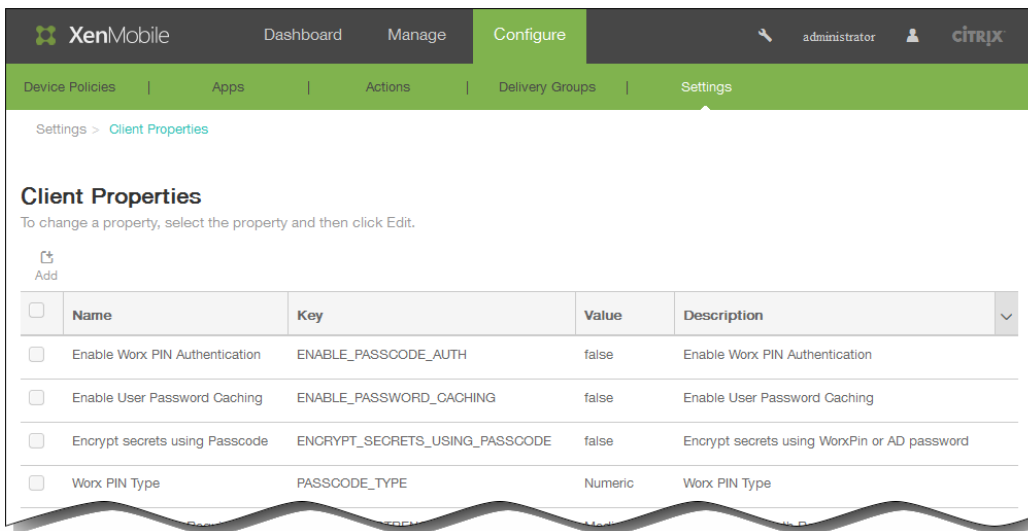 XenMobile Dashboard Manage Configure administrator CİTRIX
Device Policies | Apps | Actions | Delivery Groups | Settings
Settings > Client Properties
Client Properties
To change a property, select the property and then click Edit.
Add
Name Key Value Description
Enable Worx PIN Authentication ENABLE_PASSCODE_AUTH false Enable Worx PIN Authentication
Enable User Password Caching ENABLE_PASSWORD_CACHING false Enable User Password Caching
Encrypt secrets using Passcode ENCRYPT_SECRETS_USING_PASSCODE false Encrypt secrets using WorxPin or AD password
Worx PIN Type PASSCODE_TYPE Numeric Worx PIN Type